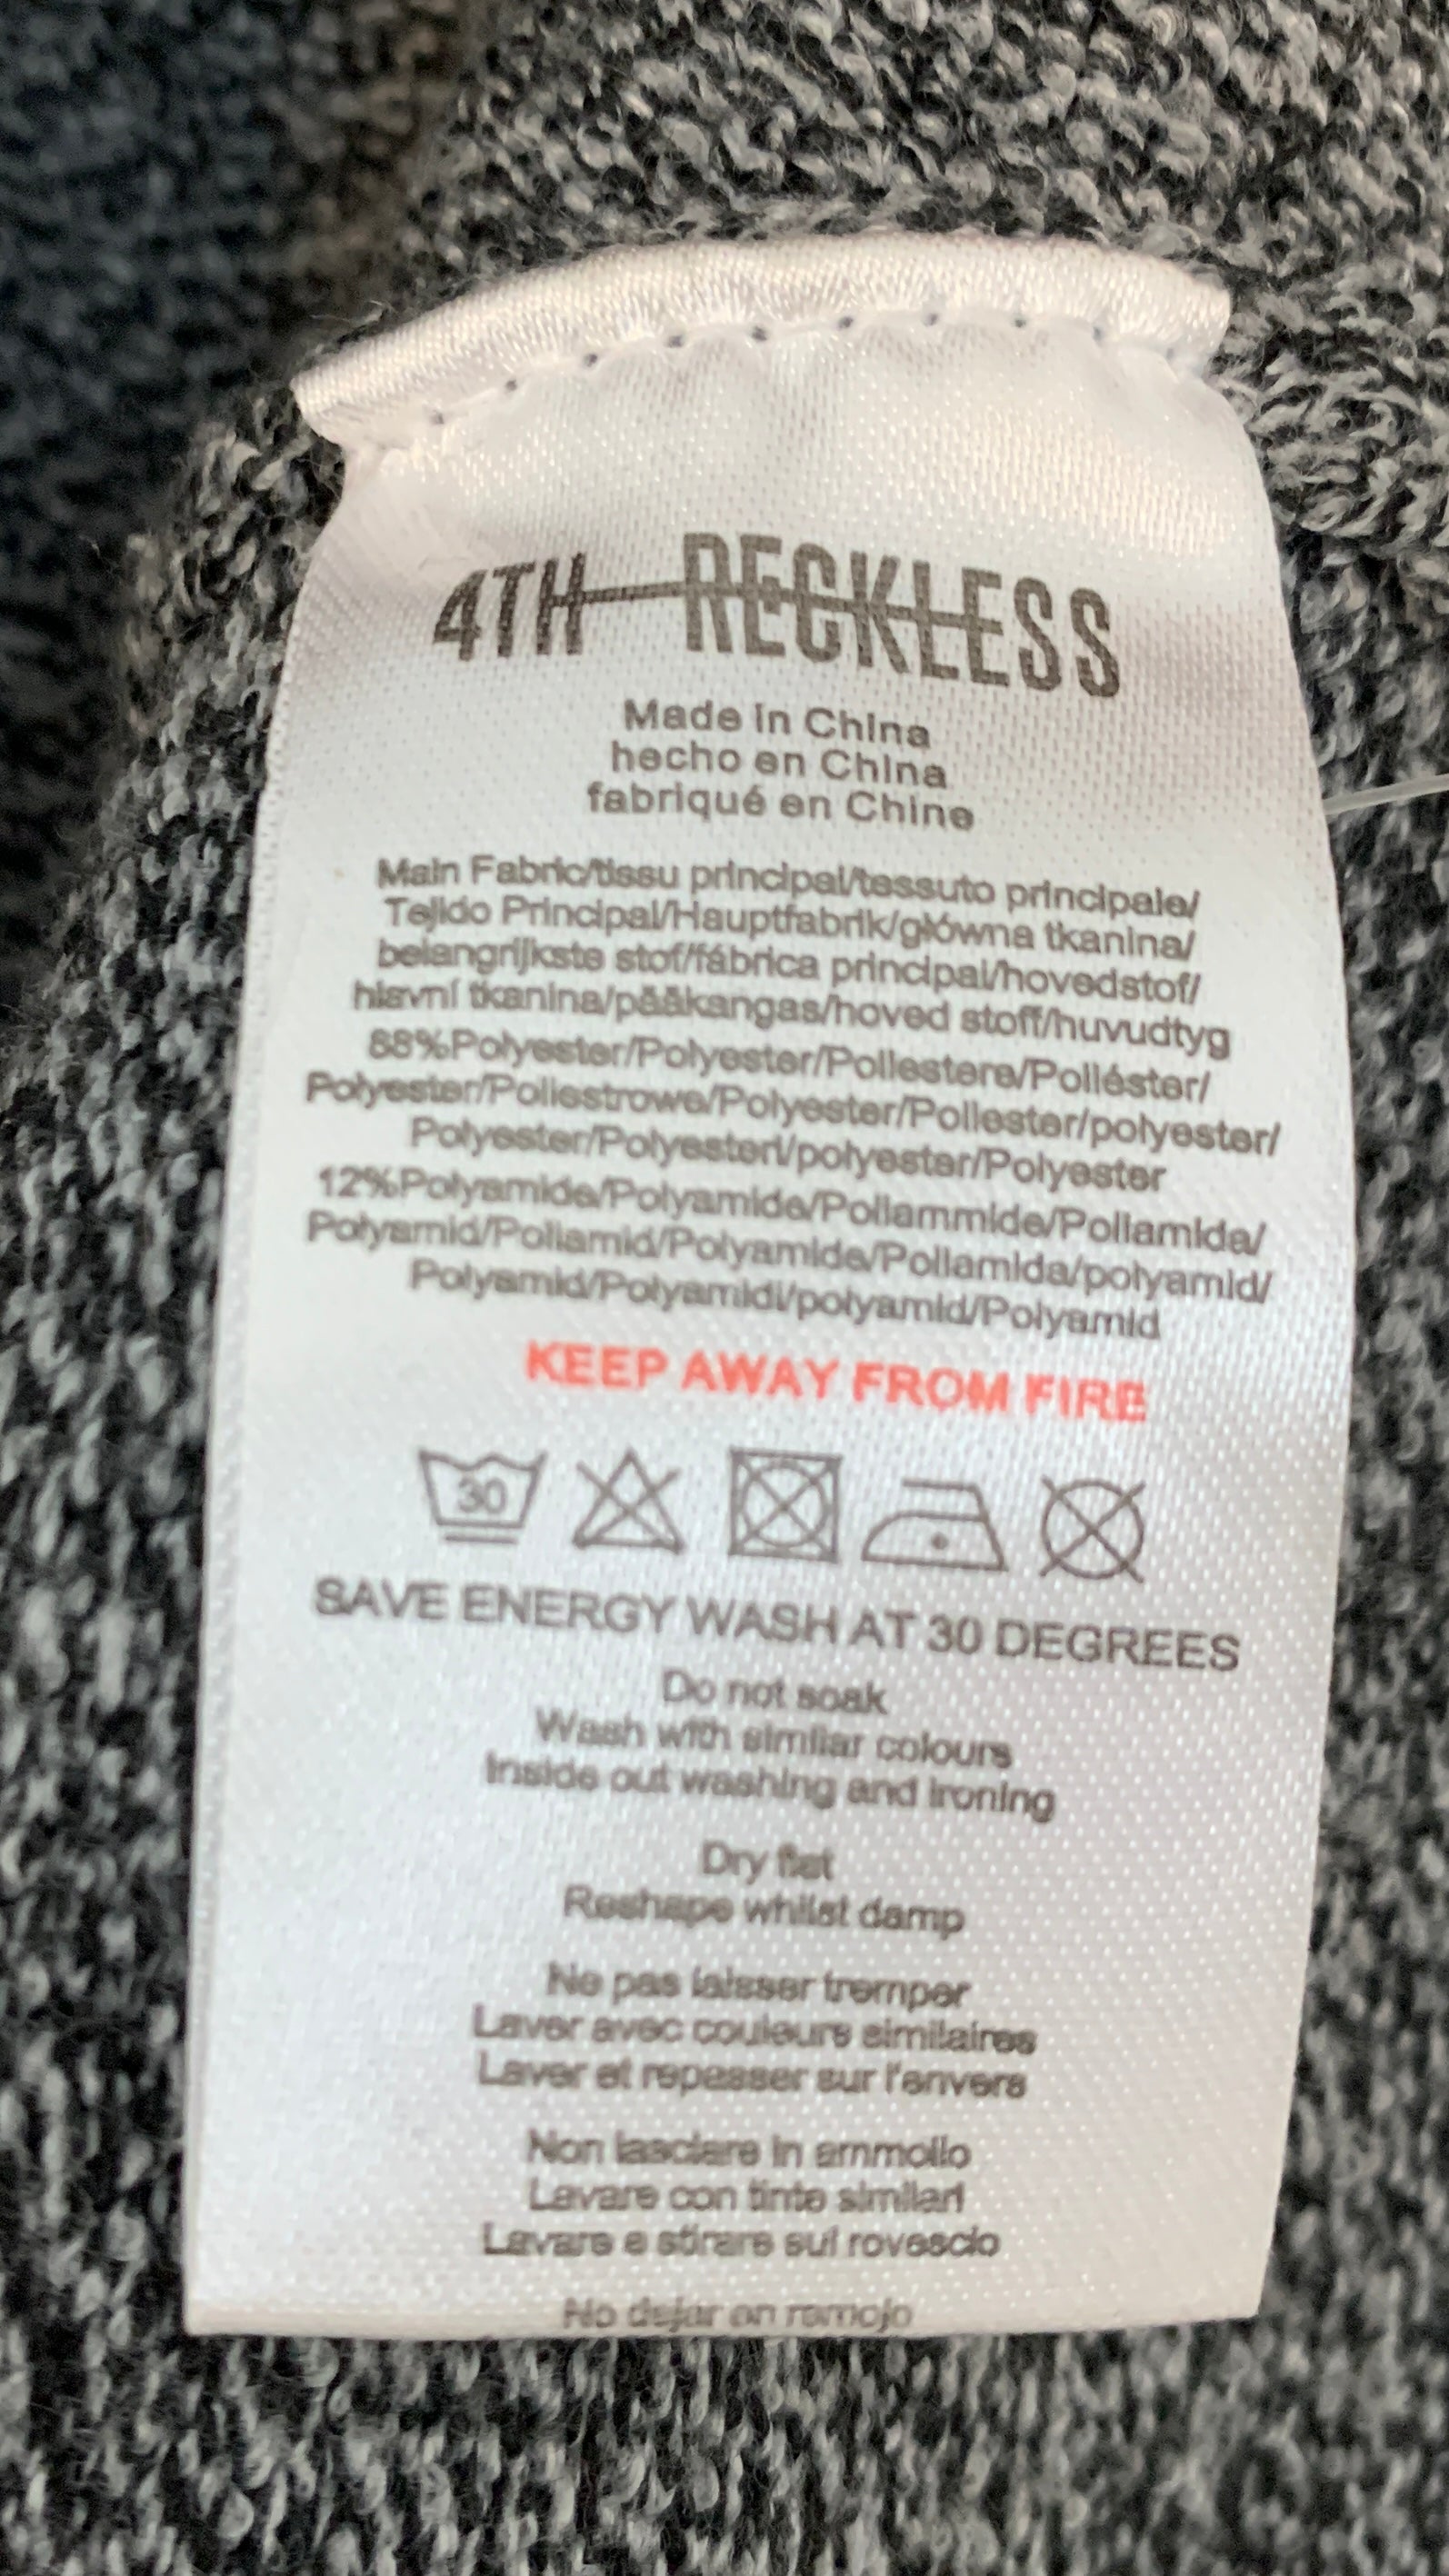 4TH RECKLESS
Made in China
hecho en China
fabriqué en Chine
Main Fabric/tissu principal/tessuto principale/
Tejido Principal/Hauptfabrik/główna tkanina/
belangrijkste stof/fábrica principal/hovedstof/
hlavní tkanina/pääkangas/hoved stoff/huvudtyg
88%Polyester/Polyester/Poliestere/Poliéster/
Polyester/Poliestrowe/Polyester/Poliester/polyester/
Polyester/Polyesteri/polyester/Polyester
12%Polyamide/Polyamide/Poliammide/Poliamida/
Polyamid/Poliamid/Polyamide/Poliamida/polyamid/
Polyamid/Polyamidi/polyamid/Polyamid
KEEP AWAY FROM FIRE
30
SAVE ENERGY WASH AT 30 DEGREES
Do not soak
Wash with similar colours
Inside out washing and ironing
Dry flat
Reshape whilst damp
Ne pas laisser tremper
Laver avec couleurs similaires
Laver et repasser sur l'envers
Non lasciare in ammollo
Lavare con tinte similari
Lavare e stirare sul rovescio
No dejar en remojo